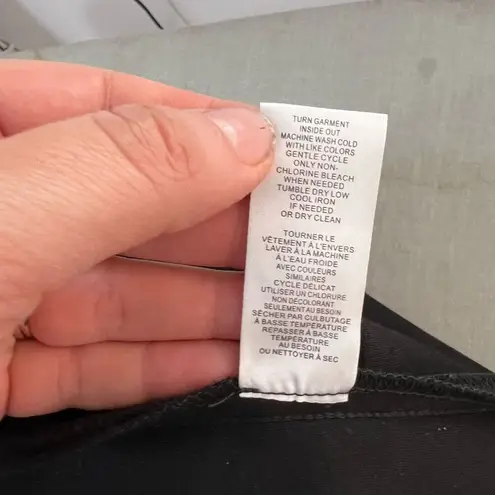 TURN GARMENT
INSIDE OUT
MACHINE WASH COLD
WITH LIKE COLORS
GENTLE CYCLE
ONLY NON-
CHLORINE BLEACH
WHEN NEEDED
TUMBLE DRY LOW
COOL IRON
IF NEEDED
OR DRY CLEAN
TOURNER LE
VÊTEMENT À L'ENVERS
LAVER À LA MACHINE
À L'EAU FROIDE
AVEC COULEURS
SIMILAIRES
CYCLE DÉLICAT
UTILISER UN CHLORURE
NON DÉCOLORANT
SEULEMENT AU BESOIN
SÉCHER PAR CULBUTAGE
À BASSE TEMPÉRATURE
REPASSER À BASSE
TEMPÉRATURE
AU BESOIN
OU NETTOYER À SEC